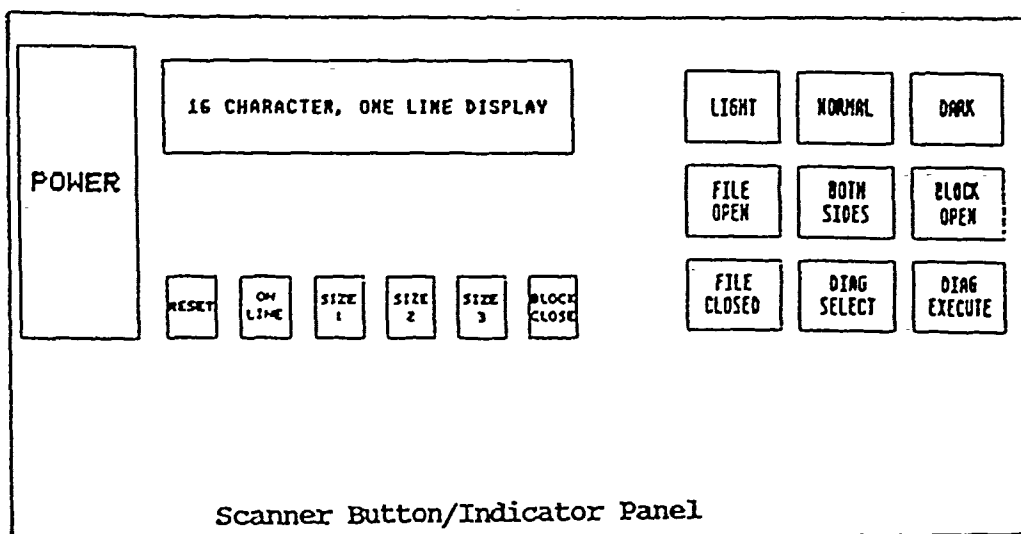 16 CHARACTER, ONE LINE DISPLAY
LIGHT
NORMAL
DARK
POWER
FILE
OPEN
BOTH
SIDES
BLOCK
OPEN
RESET
ON
LINE
SIZE
1
SIZE
2
SIZE
3
BLOCK
CLOSE
FILE
CLOSED
DIAG
SELECT
DIAG
EXECUTE
Scanner Button/Indicator Panel